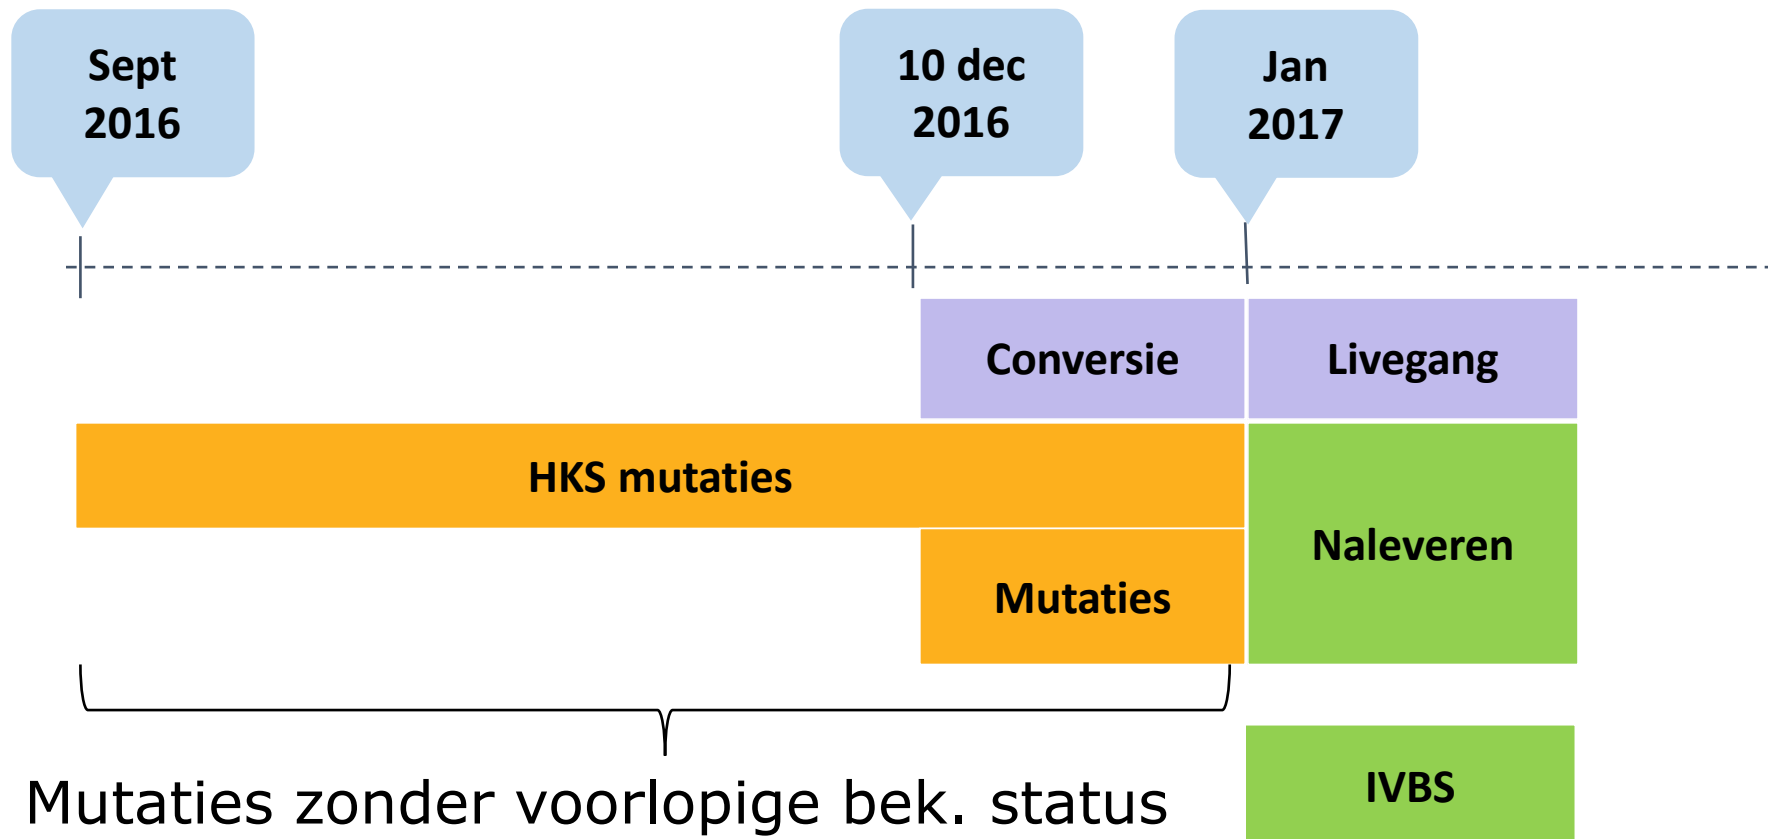 Sept
2016
10 dec
2016
Jan
2017
Conversie
Livegang
HKS mutaties
Naleveren
Mutaties
Mutaties zonder voorlopige bek. status
IVBS